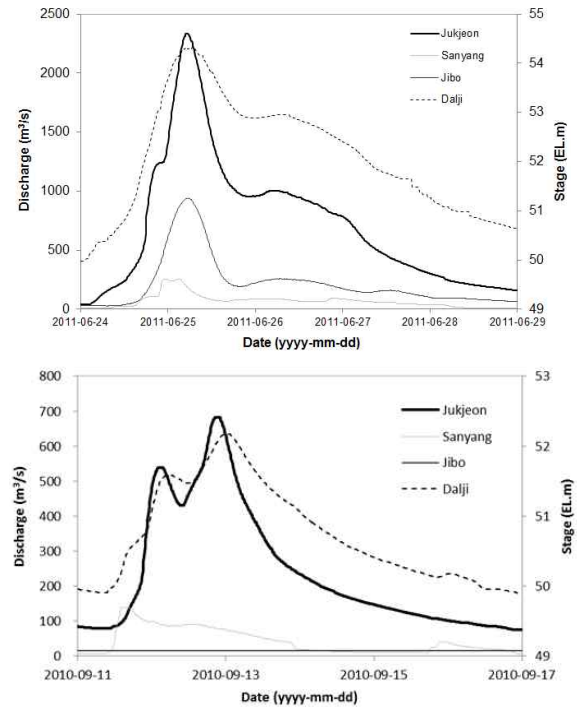 2500
2000
1500
1000
500
0
Discharge (m³/s)
55
54
53
52
51
50
49
Stage (EL.m)
Jukjeon
Sanyang
Jibo
Dalji
2011-06-24
2011-06-25
2011-06-26
2011-06-27
2011-06-28
2011-06-29
Date (yyyy-mm-dd)
800
700
600
500
400
300
200
100
0
Discharge (m³/s)
53
52
51
50
49
Stage (EL.m)
Jukjeon
Sanyang
Jibo
Dalji
2010-09-11
2010-09-13
2010-09-15
2010-09-17
Date (yyyy-mm-dd)